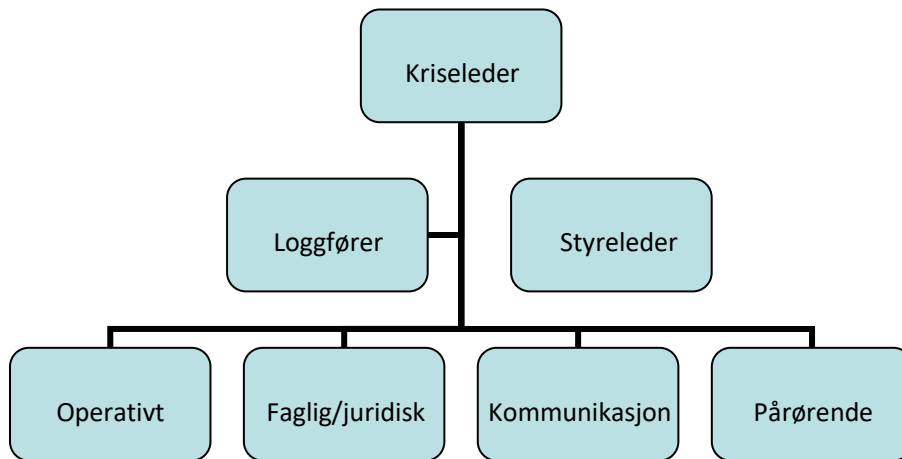 Kriseleder
Loggfører
Styreleder
Operativt
Faglig/juridisk
Kommunikasjon
Pårørende